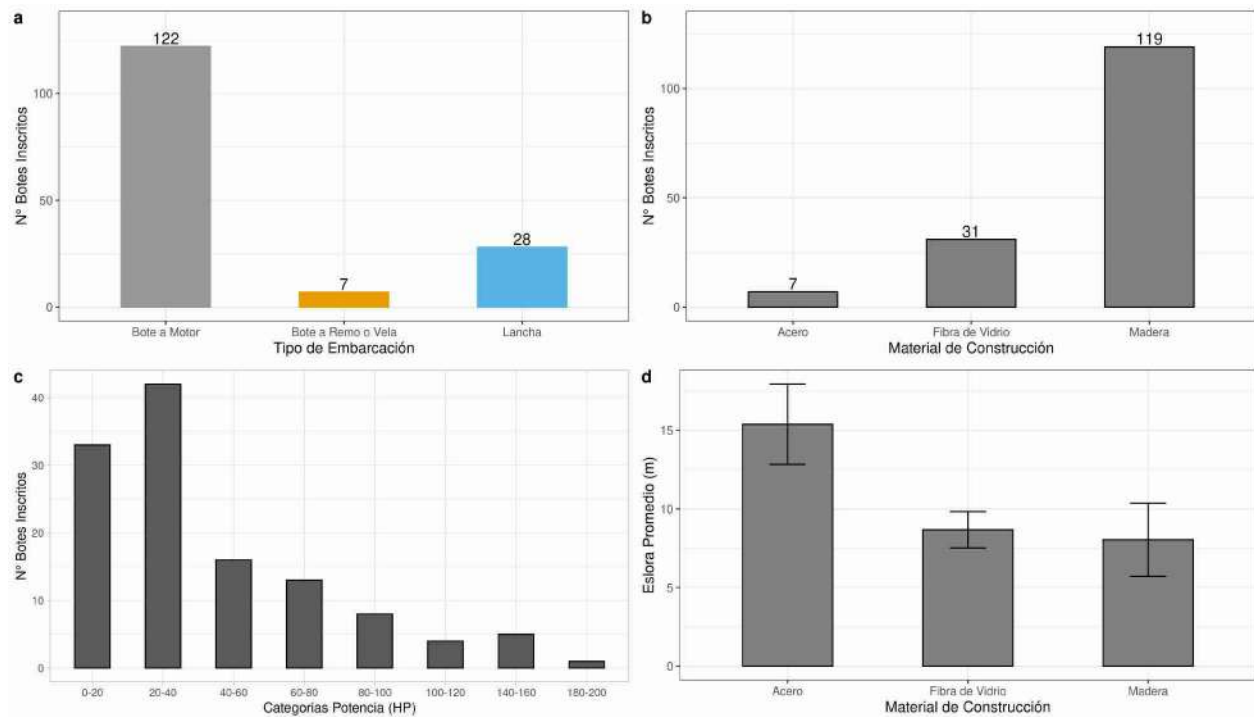 a
N° Botes Inscritos
100
50
0
122
7
28
Bote a Motor
Bote a Remo o Vela
Lancha
Tipo de Embarcación
b
N° Botes Inscritos
100
50
0
7
31
119
Acero
Fibra de Vidrio
Madera
Material de Construcción
c
N° Botes Inscritos
40
30
20
10
0
0-20
20-40
40-60
60-80
80-100
100-120
140-160
180-200
Categorías Potencia (HP)
d
Eslora Promedio (m)
15
10
5
0
Acero
Fibra de Vidrio
Madera
Material de Construcción